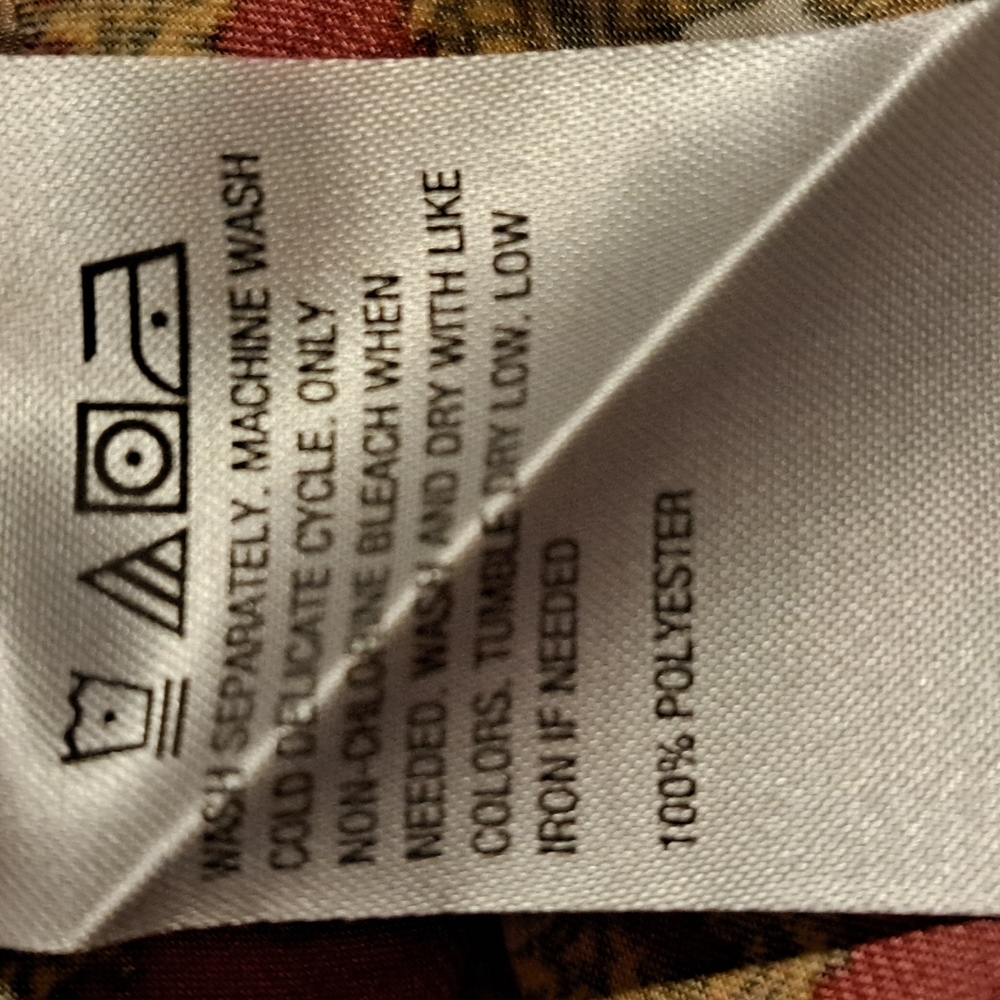 WASH SEPARATELY. MACHINE WASH
COLD DELICATE CYCLE. ONLY
NON-CHLORINE BLEACH WHEN
NEEDED. WASH AND DRY WITH LIKE
COLORS. TUMBLE DRY LOW. LOW
IRON IF NEEDED
100% POLYESTER